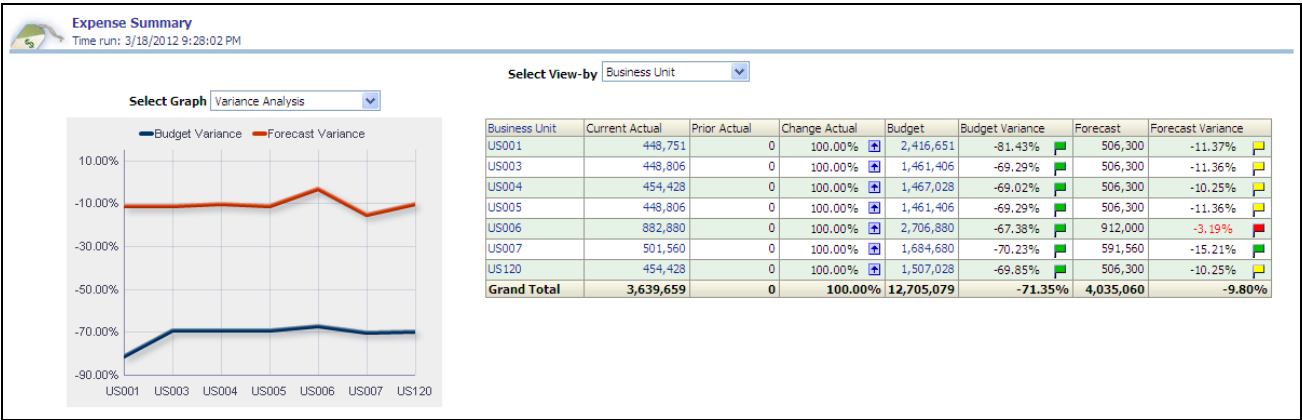 Expense Summary
Time run: 3/18/2012 9:28:02 PM
Select View-by Business Unit
Select Graph Variance Analysis
Budget Variance Forecast Variance
10.00%
-10.00%
-30.00%
-50.00%
-70.00%
-90.00%
US001 US003 US004 US005 US006 US007 US120
Business Unit Current Actual Prior Actual Change Actual Budget Budget Variance Forecast Forecast Variance
US001 448,751 0 100.00% 2,416,651 -81.43% 506,300 -11.37%
US003 448,806 0 100.00% 1,461,406 -69.29% 506,300 -11.36%
US004 454,428 0 100.00% 1,467,028 -69.02% 506,300 -10.25%
US005 448,806 0 100.00% 1,461,406 -69.29% 506,300 -11.36%
US006 882,880 0 100.00% 2,706,880 -67.38% 912,000 -3.19%
US007 501,560 0 100.00% 1,684,680 -70.23% 591,560 -15.21%
US120 454,428 0 100.00% 1,507,028 -69.85% 506,300 -10.25%
Grand Total 3,639,659 0 100.00% 12,705,079 -71.35% 4,035,060 -9.80%